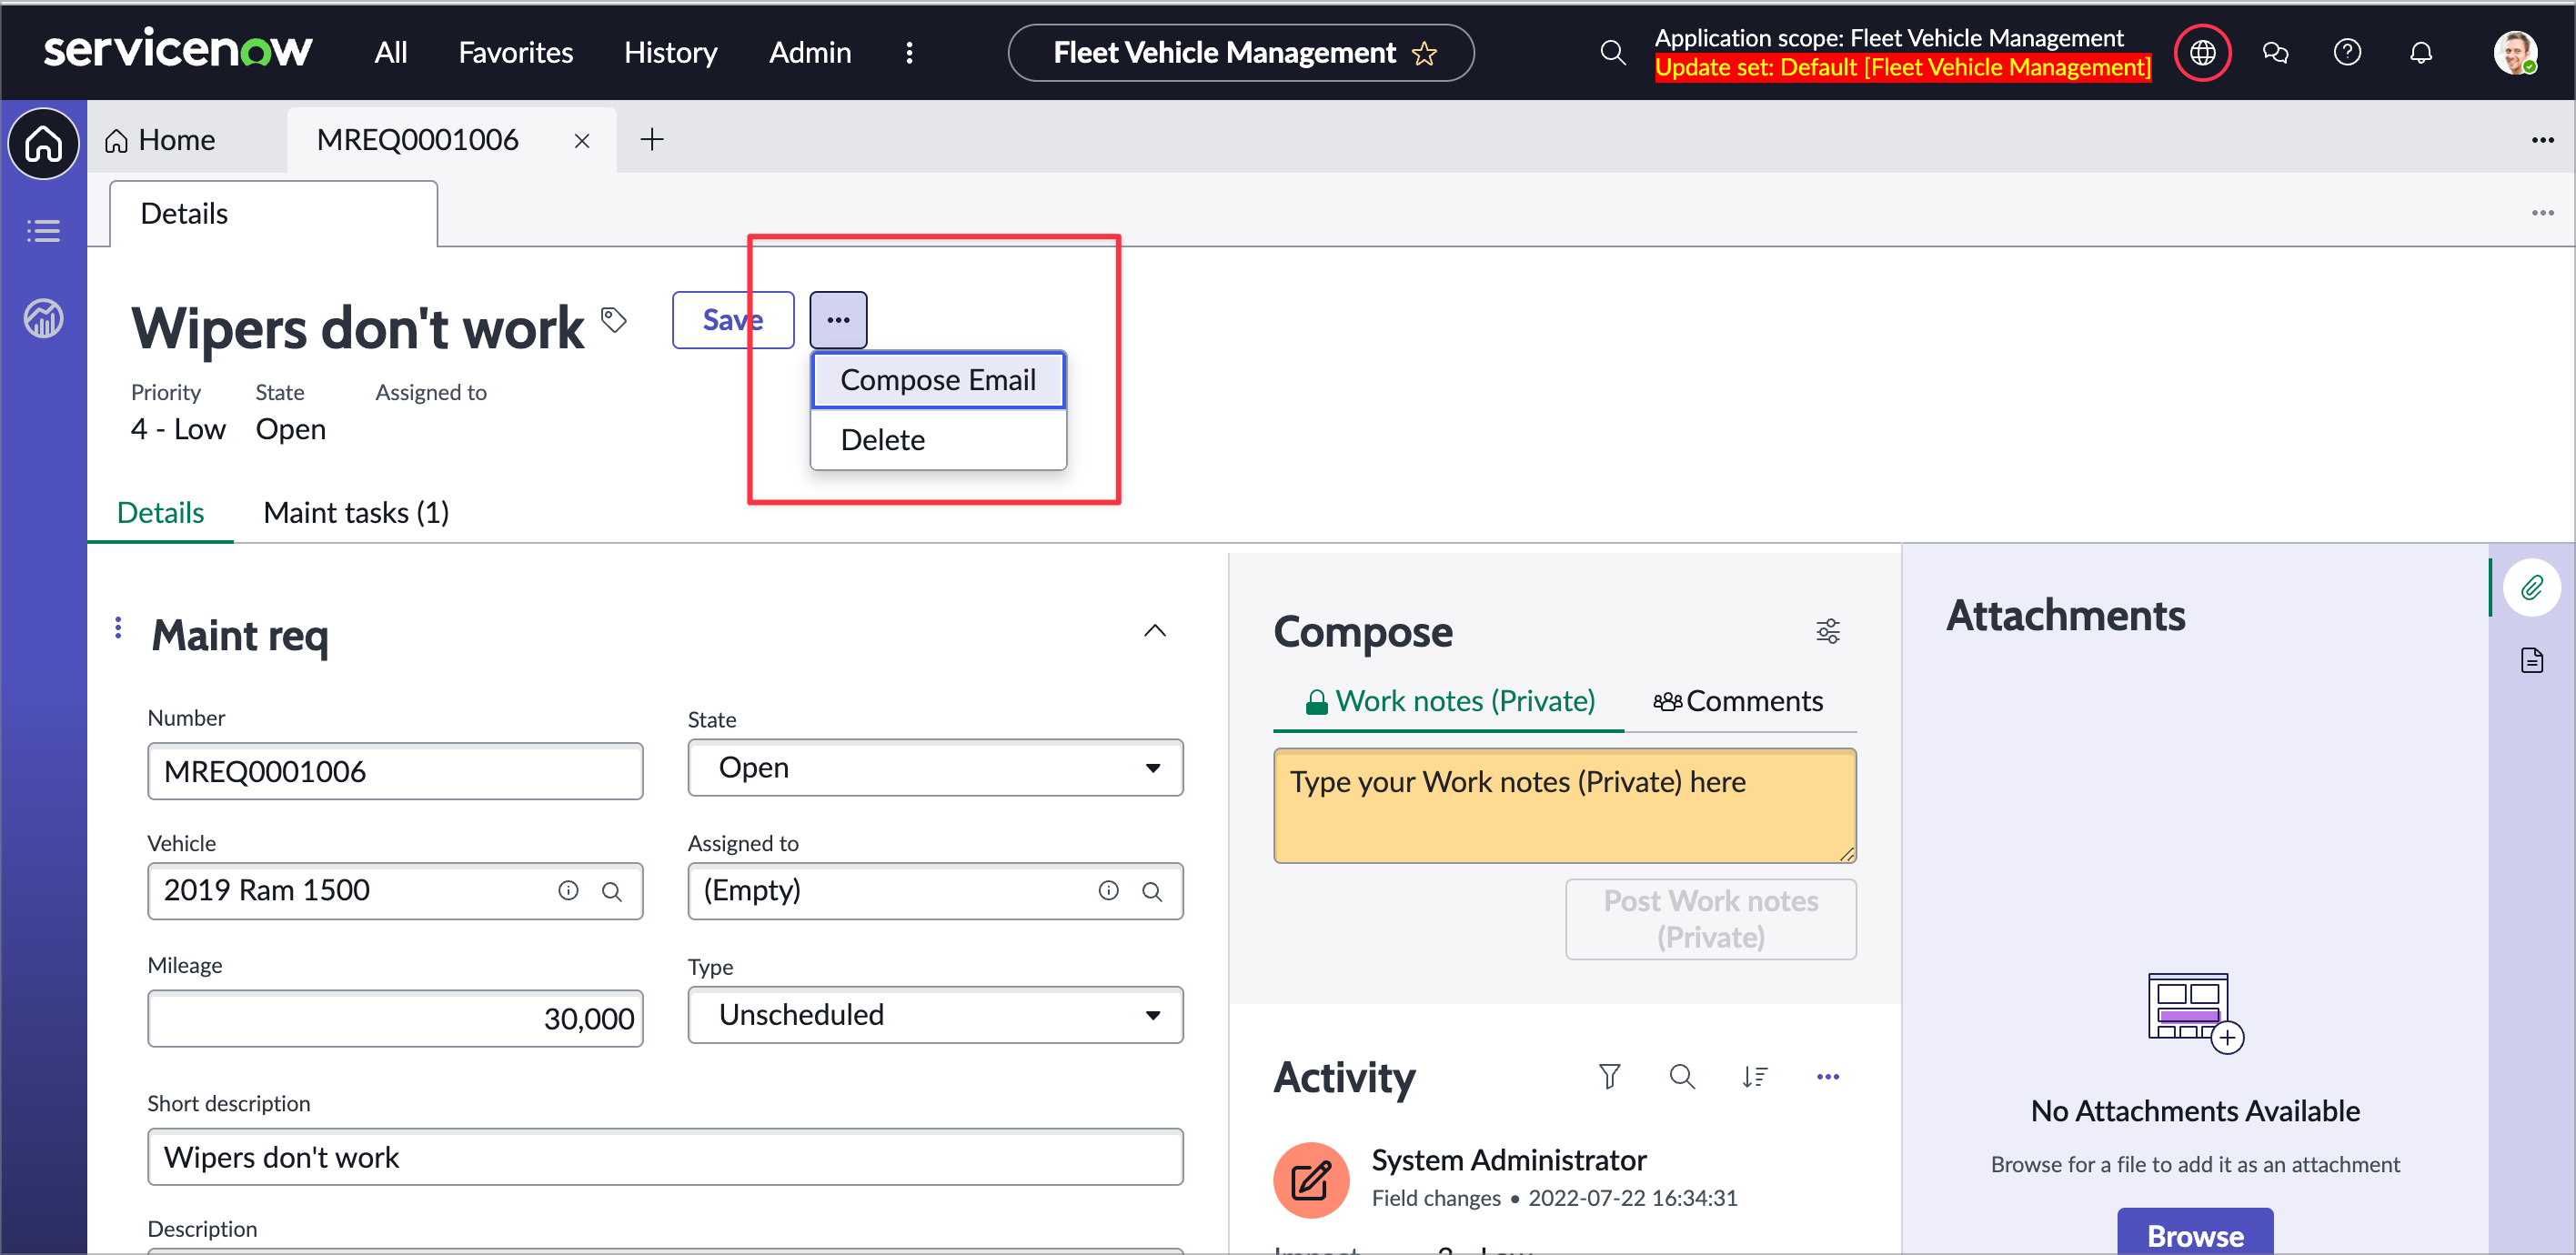 servicenow
All
Favorites
History
Admin
Fleet Vehicle Management
Application scope: Fleet Vehicle Management
Update set: Default [Fleet Vehicle Management]
Home
MREQ0001006
Details
Wipers don't work
Save
Compose Email
Delete
Priority
State
Assigned to
4 - Low
Open
Details
Maint tasks (1)
Maint req
Number
MREQ0001006
State
Open
Vehicle
2019 Ram 1500
Assigned to
(Empty)
Mileage
30,000
Type
Unscheduled
Short description
Wipers don't work
Description
Compose
Work notes (Private)
Comments
Type your Work notes (Private) here
Post Work notes
(Private)
Activity
System Administrator
Field changes • 2022-07-22 16:34:31
Attachments
No Attachments Available
Browse for a file to add it as an attachment
Browse